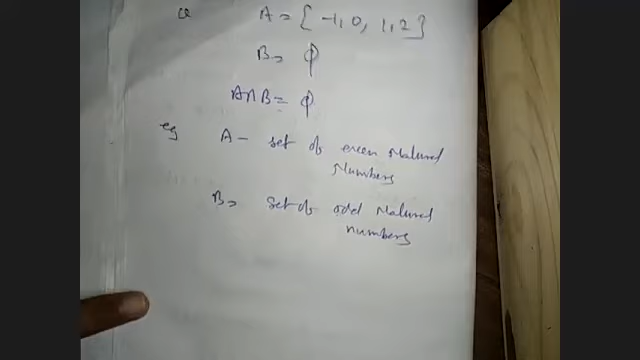 Q A = { -1, 0, 1, 2 }
B = ϕ
A∩B = ϕ
eg A - set of even Natural
Numbers
B = set of odd Natural
numbers